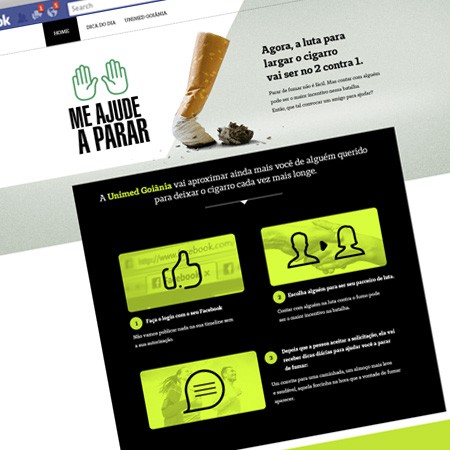 ok
Search
HOME
DICA DO DIA
UNIMED GOIÂNIA
ME AJUDE
A PARAR
Agora, a luta para
largar o cigarro
vai ser no 2 contra 1.
Parar de fumar não é fácil. Mas contar com alguém
pode ser o maior incentivo nessa batalha.
Então, que tal convocar um amigo para ajudar?
A Unimed Goiânia vai aproximar ainda mais você de alguém querido
para deixar o cigarro cada vez mais longe.
http://www.facebook.com/
facebook.com
1 Faça o login com o seu Facebook
Não vamos publicar nada na sua timeline sem
a sua autorização.
2 Escolha alguém para ser seu parceiro de luta.
Contar com alguém na luta contra o fumo pode
ser o maior incentivo na batalha.
3 Depois que a pessoa aceitar a solicitação, ela vai
receber dicas diárias para ajudar você a parar
de fumar:
Um convite para uma caminhada, um almoço mais leve
e saudável, aquela forcinha na hora que a vontade de fumar
aparecer.